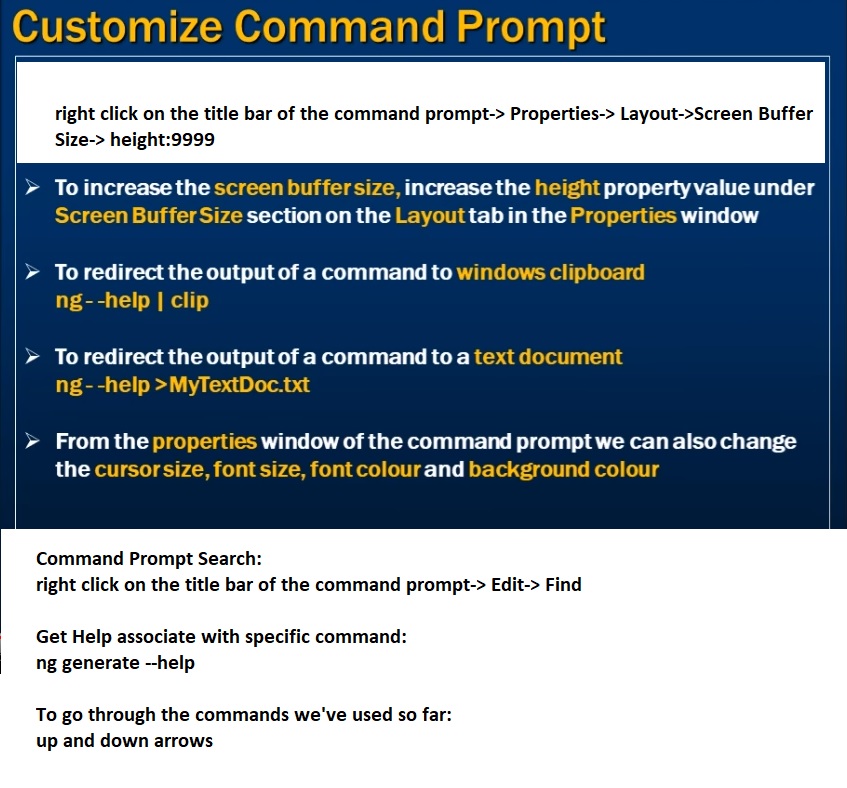 Customize Command Prompt
right click on the title bar of the command prompt-> Properties-> Layout->Screen Buffer
Size-> height:9999
➢ To increase the screen buffer size, increase the height property value under
Screen Buffer Size section on the Layout tab in the Properties window
➢ To redirect the output of a command to windows clipboard
ng - -help | clip
➢ To redirect the output of a command to a text document
ng - -help > MyTextDoc.txt
➢ From the properties window of the command prompt we can also change
the cursor size, font size, font colour and background colour
Command Prompt Search:
right click on the title bar of the command prompt-> Edit-> Find
Get Help associate with specific command:
ng generate --help
To go through the commands we've used so far:
up and down arrows